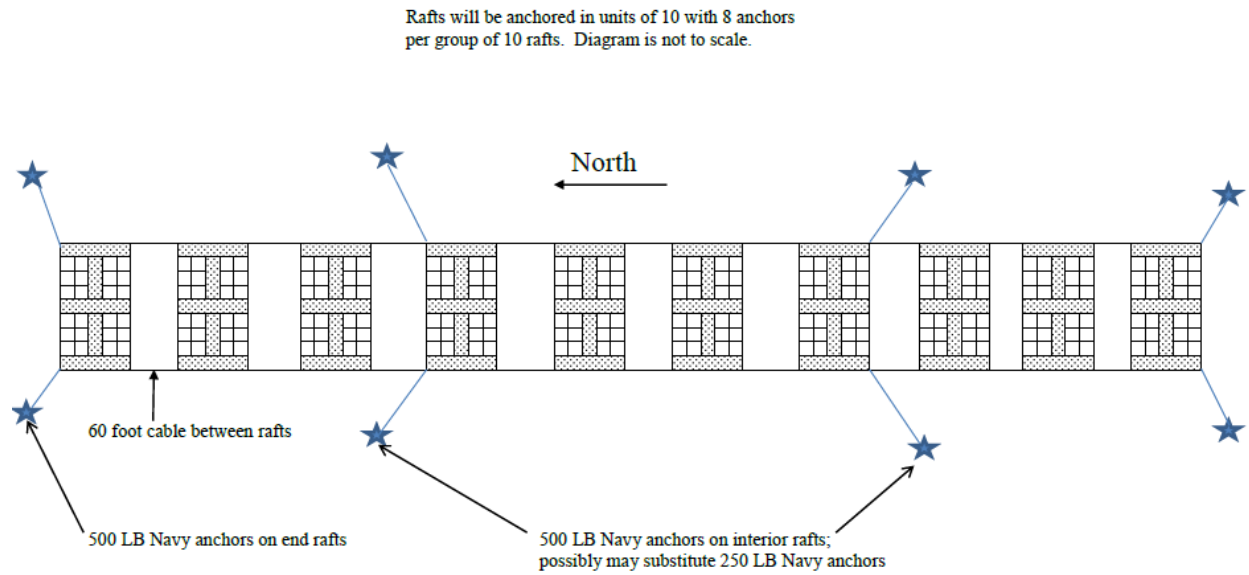 Rafts will be anchored in units of 10 with 8 anchors
per group of 10 rafts.  Diagram is not to scale.
North
60 foot cable between rafts
500 LB Navy anchors on end rafts
500 LB Navy anchors on interior rafts;
possibly may substitute 250 LB Navy anchors